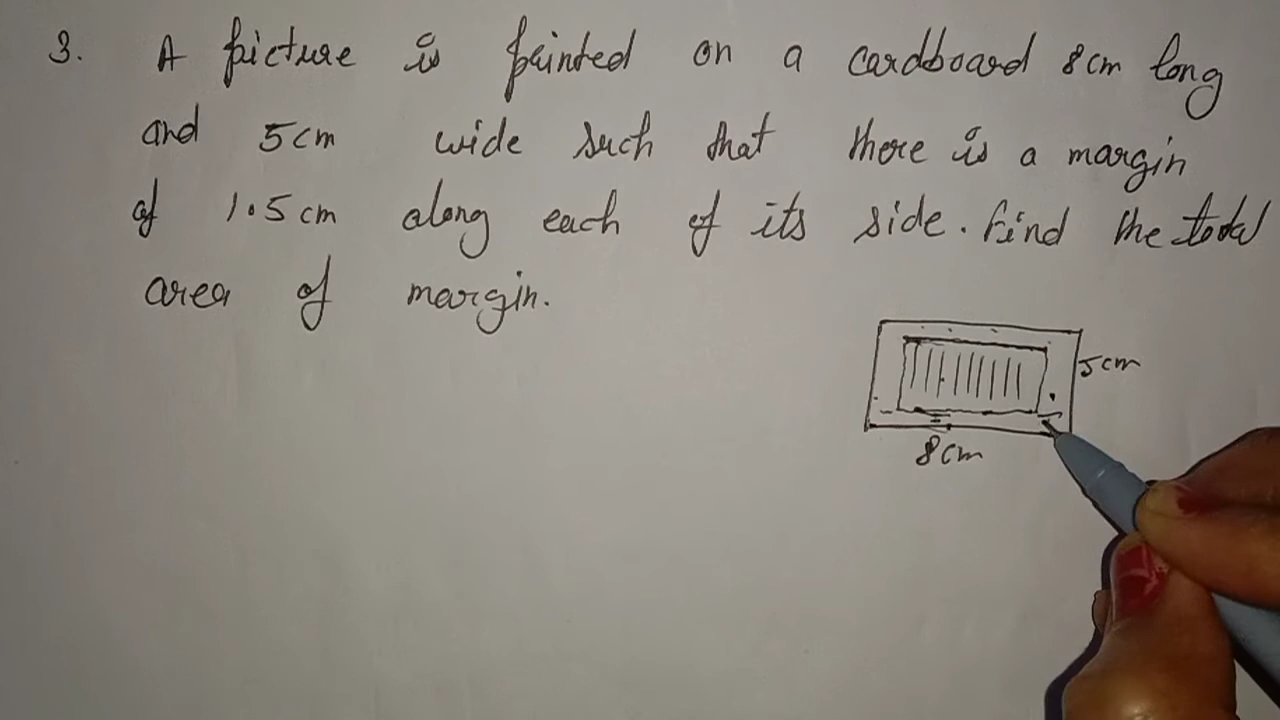 3. A picture is painted on a cardboard 8cm long
and 5cm wide such that there is a margin
of 1.5cm along each of its side. Find the total
area of margin.
5cm
8cm